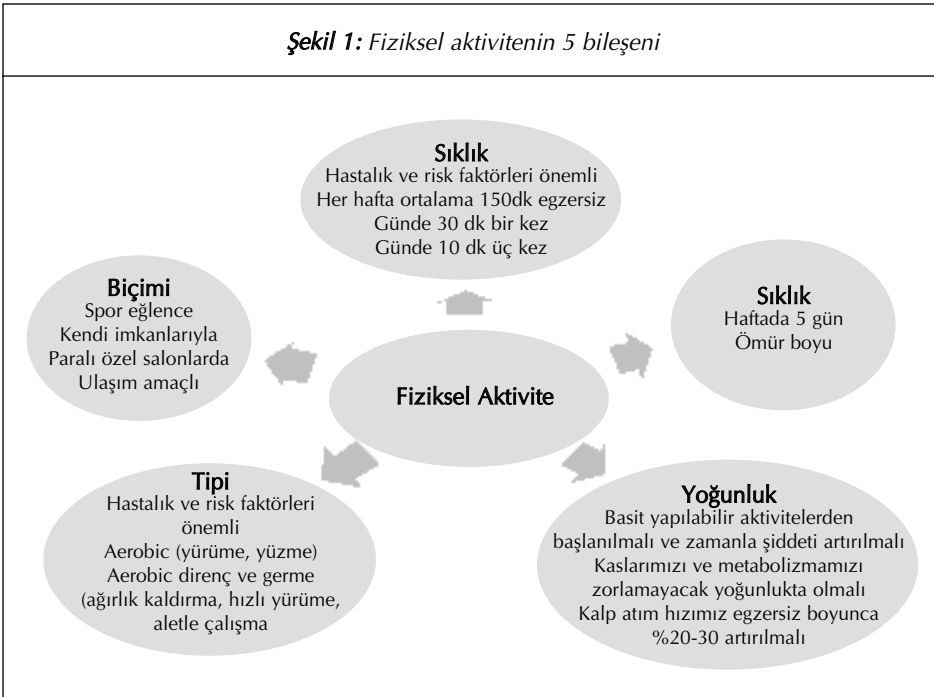 Şekil 1: Fiziksel aktivitenin 5 bileşeni
Sıklık
Hastalık ve risk faktörleri önemli
Her hafta ortalama 150dk egzersiz
Günde 30 dk bir kez
Günde 10 dk üç kez
Biçimi
Spor eğlence
Kendi imkanlarıyla
Paralı özel salonlarda
Ulaşım amaçlı
Sıklık
Haftada 5 gün
Ömür boyu
Fiziksel Aktivite
Tipi
Hastalık ve risk faktörleri
önemli
Aerobic (yürüme, yüzme)
Aerobic direnç ve germe
(ağırlık kaldırma, hızlı yürüme,
aletle çalışma
Yoğunluk
Basit yapılabilir aktivitelerden
başlanılmalı ve zamanla şiddeti artırılmalı
Kaslarımızı ve metabolizmamızı
zorlamayacak yoğunlukta olmalı
Kalp atım hızımız egzersiz boyunca
%20-30 artırılmalı